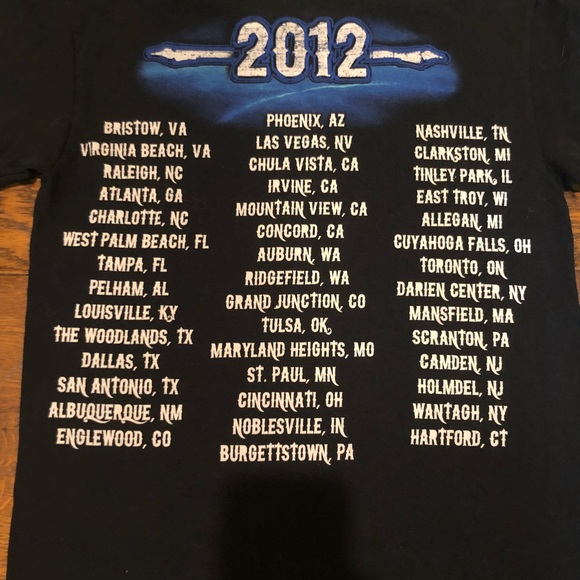 2012
BRISTOW, VA
VIRGINIA BEACH, VA
RALEIGH, NC
ATLANTA, GA
CHARLOTTE, NC
WEST PALM BEACH, FL
TAMPA, FL
PELHAM, AL
LOUISVILLE, KY
THE WOODLANDS, TX
DALLAS, TX
SAN ANTONIO, TX
ALBUQUERQUE, NM
ENGLEWOOD, CO
PHOENIX, AZ
LAS VEGAS, NV
CHULA VISTA, CA
IRVINE, CA
MOUNTAIN VIEW, CA
CONCORD, CA
AUBURN, WA
RIDGEFIELD, WA
GRAND JUNCTION, CO
TULSA, OK
MARYLAND HEIGHTS, MO
ST. PAUL, MN
CINCINNATI, OH
NOBLESVILLE, IN
BURGETTSTOWN, PA
NASHVILLE, TN
CLARKSTON, MI
TINLEY PARK, IL
EAST TROY, WI
ALLEGAN, MI
CUYAHOGA FALLS, OH
TORONTO, ON
DARIEN CENTER, NY
MANSFIELD, MA
SCRANTON, PA
CAMDEN, NJ
HOLMDEL, NJ
WANTAGH, NY
HARTFORD, CT